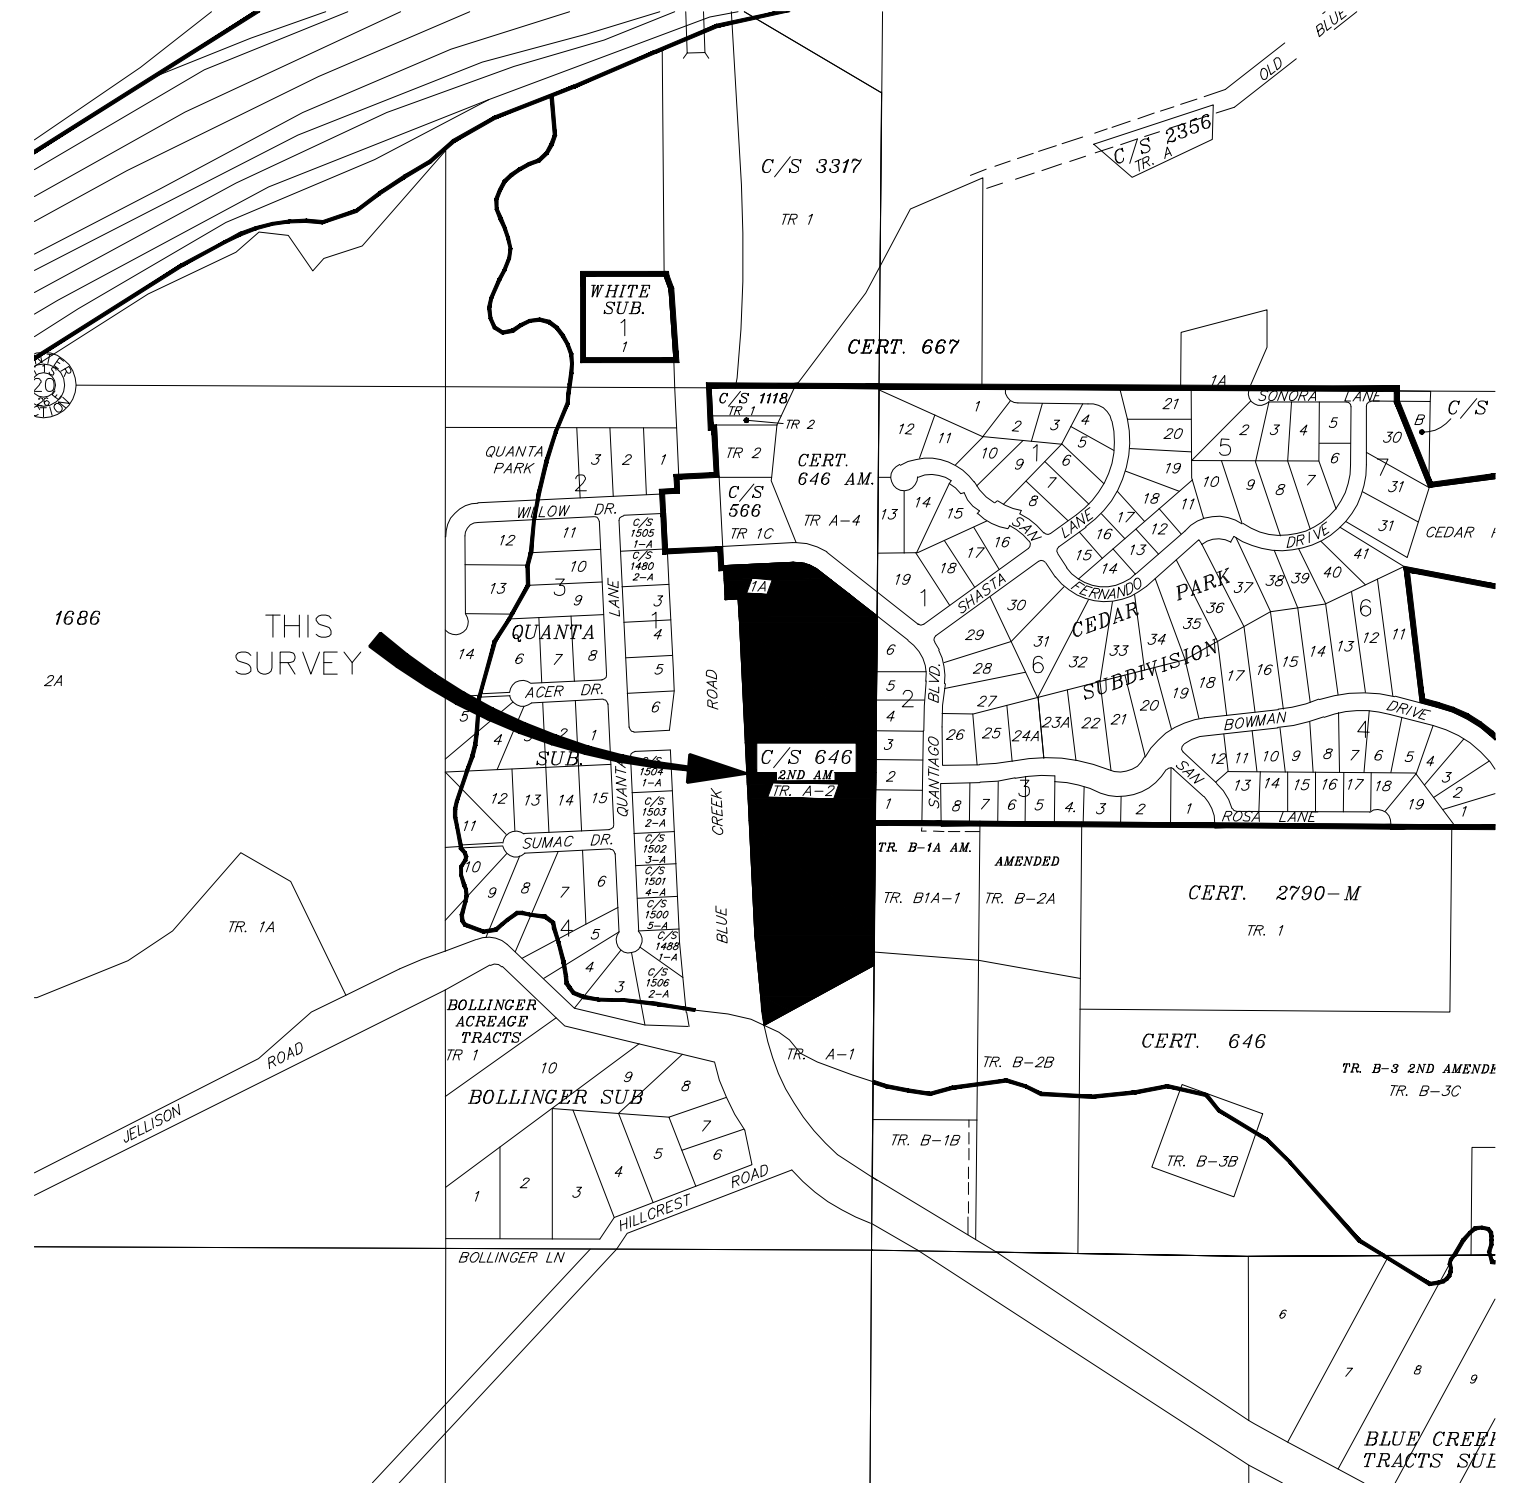 BLUE
OLD
C/S 2356
TR. A
C/S 3317
TR 1
WHITE
SUB.
1
1
CERT. 667
20
1A
SONORA LANE
C/S
B
C/S 1118
TR 1
TR 2
TR 2
CERT.
646 AM.
TR A-4
C/S
566
TR 1C
1A
QUANTA
PARK
3
2
1
2
WILLOW DR.
12
11
10
13
3
9
QUANTA
14
6
7
8
LANE
ACER DR.
5
4
2
1
SUB.
12
13
14
15
11
QUANTA
SUMAC DR.
10
9
8
7
6
4
5
4
3
C/S
1505
1-A
C/S
1480
2-A
3
1
4
5
6
1504
1-A
C/S
1503
2-A
C/S
1502
3-A
C/S
1501
4-A
C/S
1500
5-A
C/S
1488
1-A
C/S
1506
2-A
1686
2A
THIS
SURVEY
ROAD
CREEK
BLUE
C/S 646
2ND AM
TR. A-2
12
11
1
2
3
4
5
10
9
1
6
7
8
13
14
15
16
17
18
19
1
SAN
LANE
SHASTA
21
20
19
18
17
16
15
14
13
12
11
10
9
8
7
5
2
3
4
5
6
30
7
31
31
CEDAR
FERNANDO
DRIVE
CEDAR PARK
SUBDIVISION
41
40
39
38
37
36
35
34
33
32
31
30
29
28
27
6
26
25
24A
23A
22
21
20
19
18
17
16
15
14
13
12
11
6
6
5
2
4
3
2
1
SANTIAGO BLVD.
BOWMAN DRIVE
SAN
ROSA LANE
8
7
6
5
3
4.
3
2
1
12
11
10
9
8
7
6
5
4
4
3
2
1
13
14
15
16
17
18
19
TR. B-1A AM.
AMENDED
TR. B1A-1
TR. B-2A
CERT. 2790-M
TR. 1
TR. 1A
BOLLINGER
ACREAGE
TRACTS
TR 1
JELLISON
ROAD
10
9
8
BOLLINGER SUB
7
6
5
4
3
2
1
HILLCREST ROAD
BOLLINGER LN
TR. A-1
TR. B-2B
CERT. 646
TR. B-3 2ND AMENDE
TR. B-3C
TR. B-1B
TR. B-3B
6
7
8
9
BLUE CREEK
TRACTS SUB